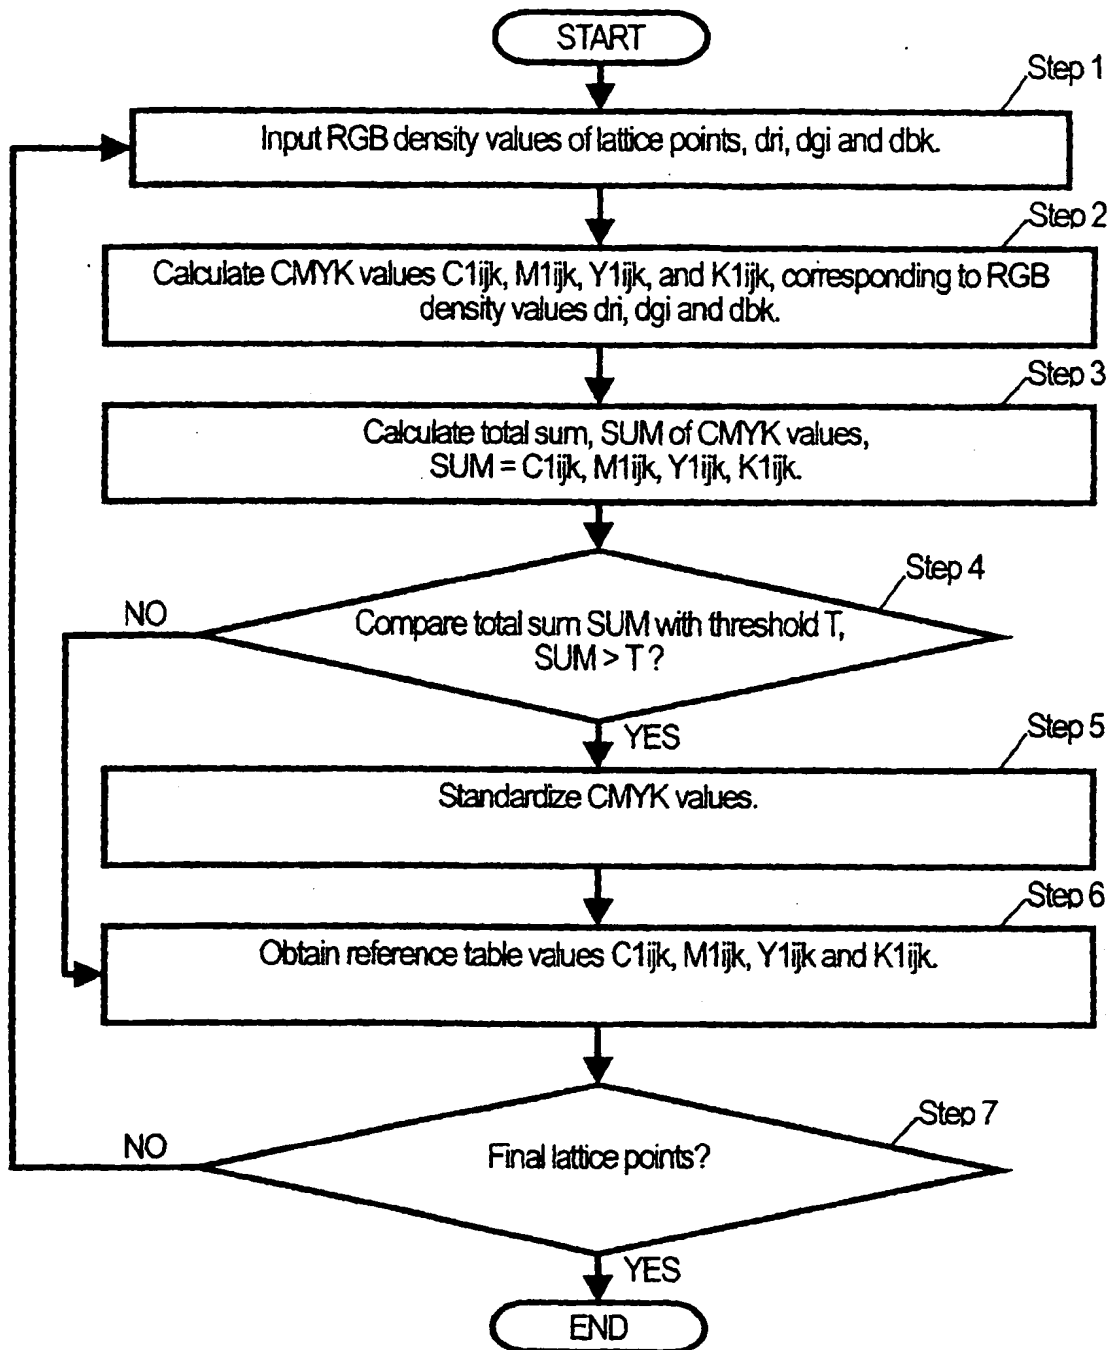 START
Step 1
Input RGB density values of lattice points, dri, dgi and dbk.
Step 2
Calculate CMYK values C1ijk, M1ijk, Y1ijk, and K1ijk, corresponding to RGB
density values dri, dgi and dbk.
Step 3
Calculate total sum, SUM of CMYK values,
SUM = C1ijk, M1ijk, Y1ijk, K1ijk.
Step 4
NO
Compare total sum SUM with threshold T,
SUM > T ?
YES
Step 5
Standardize CMYK values.
Step 6
Obtain reference table values C1ijk, M1ijk, Y1ijk and K1ijk.
Step 7
NO
Final lattice points?
YES
END